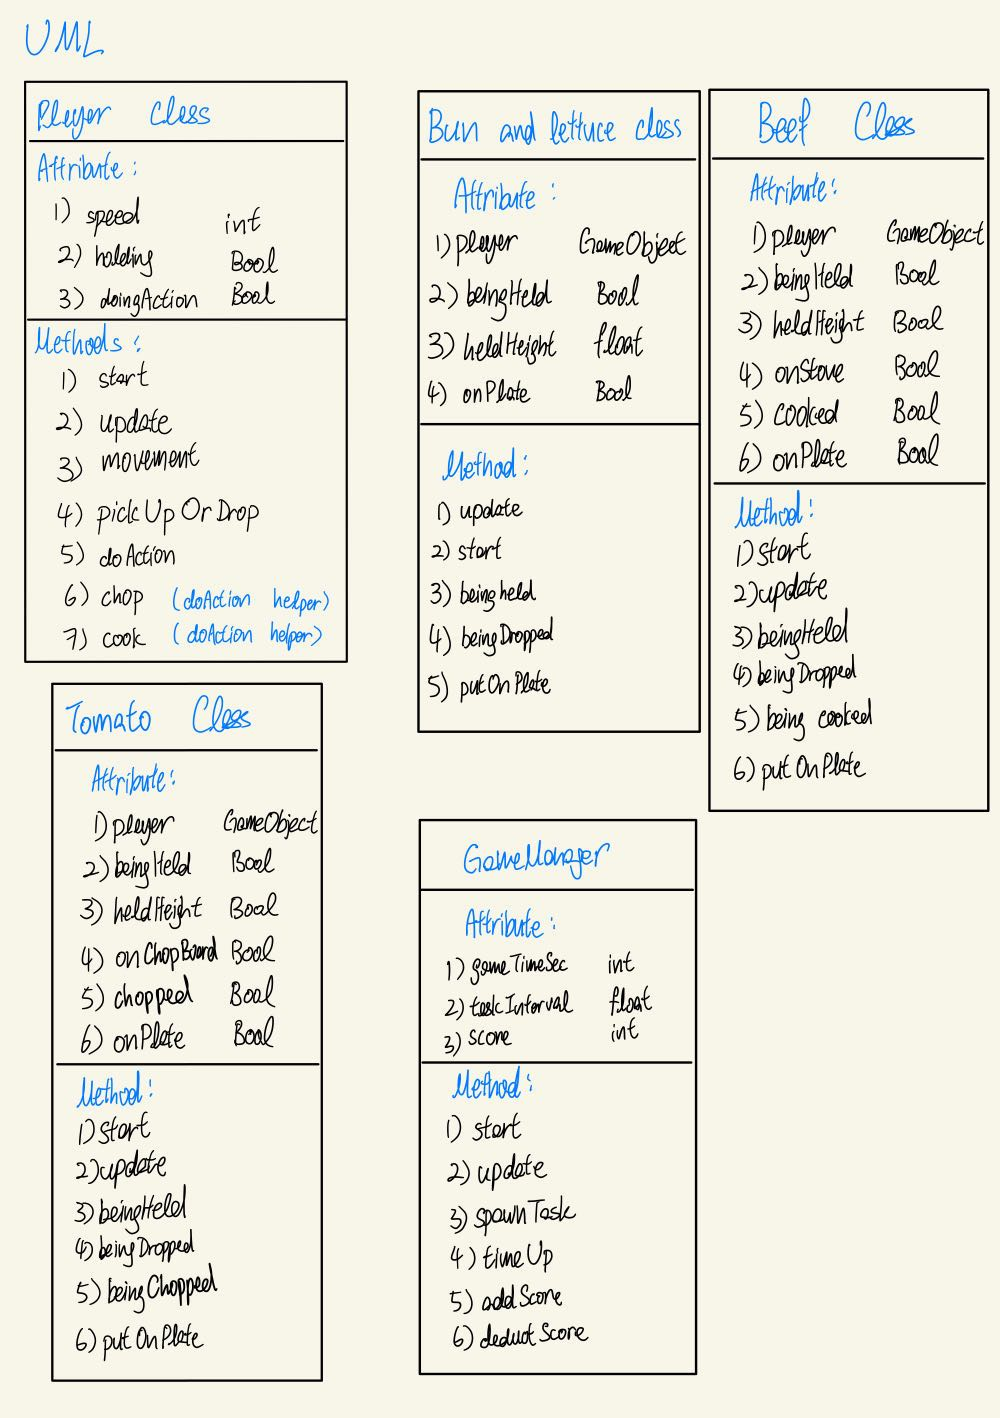 UML
Player Class
Attribute :
1) speed int
2) holding Bool
3) doingAction Bool
Methods :
1) start
2) update
3) movement
4) pick Up Or Drop
5) do Action
6) chop (doAction helper)
7) cook (doAction helper)
Bun and lettuce class
Attribute :
1) player GameObject
2) beingHeld Bool
3) heldHeight float
4) onPlate Bool
Method :
1) update
2) start
3) being held
4) being Dropped
5) put On Plate
Beef Class
Attribute :
1) player GameObject
2) beingHeld Bool
3) heldHeight Bool
4) onStove Bool
5) cooked Bool
6) onPlate Bool
Method :
1) start
2) update
3) beingHeld
4) being Dropped
5) being cooked
6) put On Plate
Tomato Class
Attribute :
1) player GameObject
2) beingHeld Bool
3) heldHeight Bool
4) onChopBoard Bool
5) chopped Bool
6) onPlate Bool
Method :
1) start
2) update
3) beingHeld
4) being Dropped
5) being Chopped
6) put On Plate
GameManager
Attribute :
1) gameTimeSec int
2) taskInterval float
3) score int
Method :
1) start
2) update
3) spawnTask
4) time Up
5) add Score
6) deduct Score